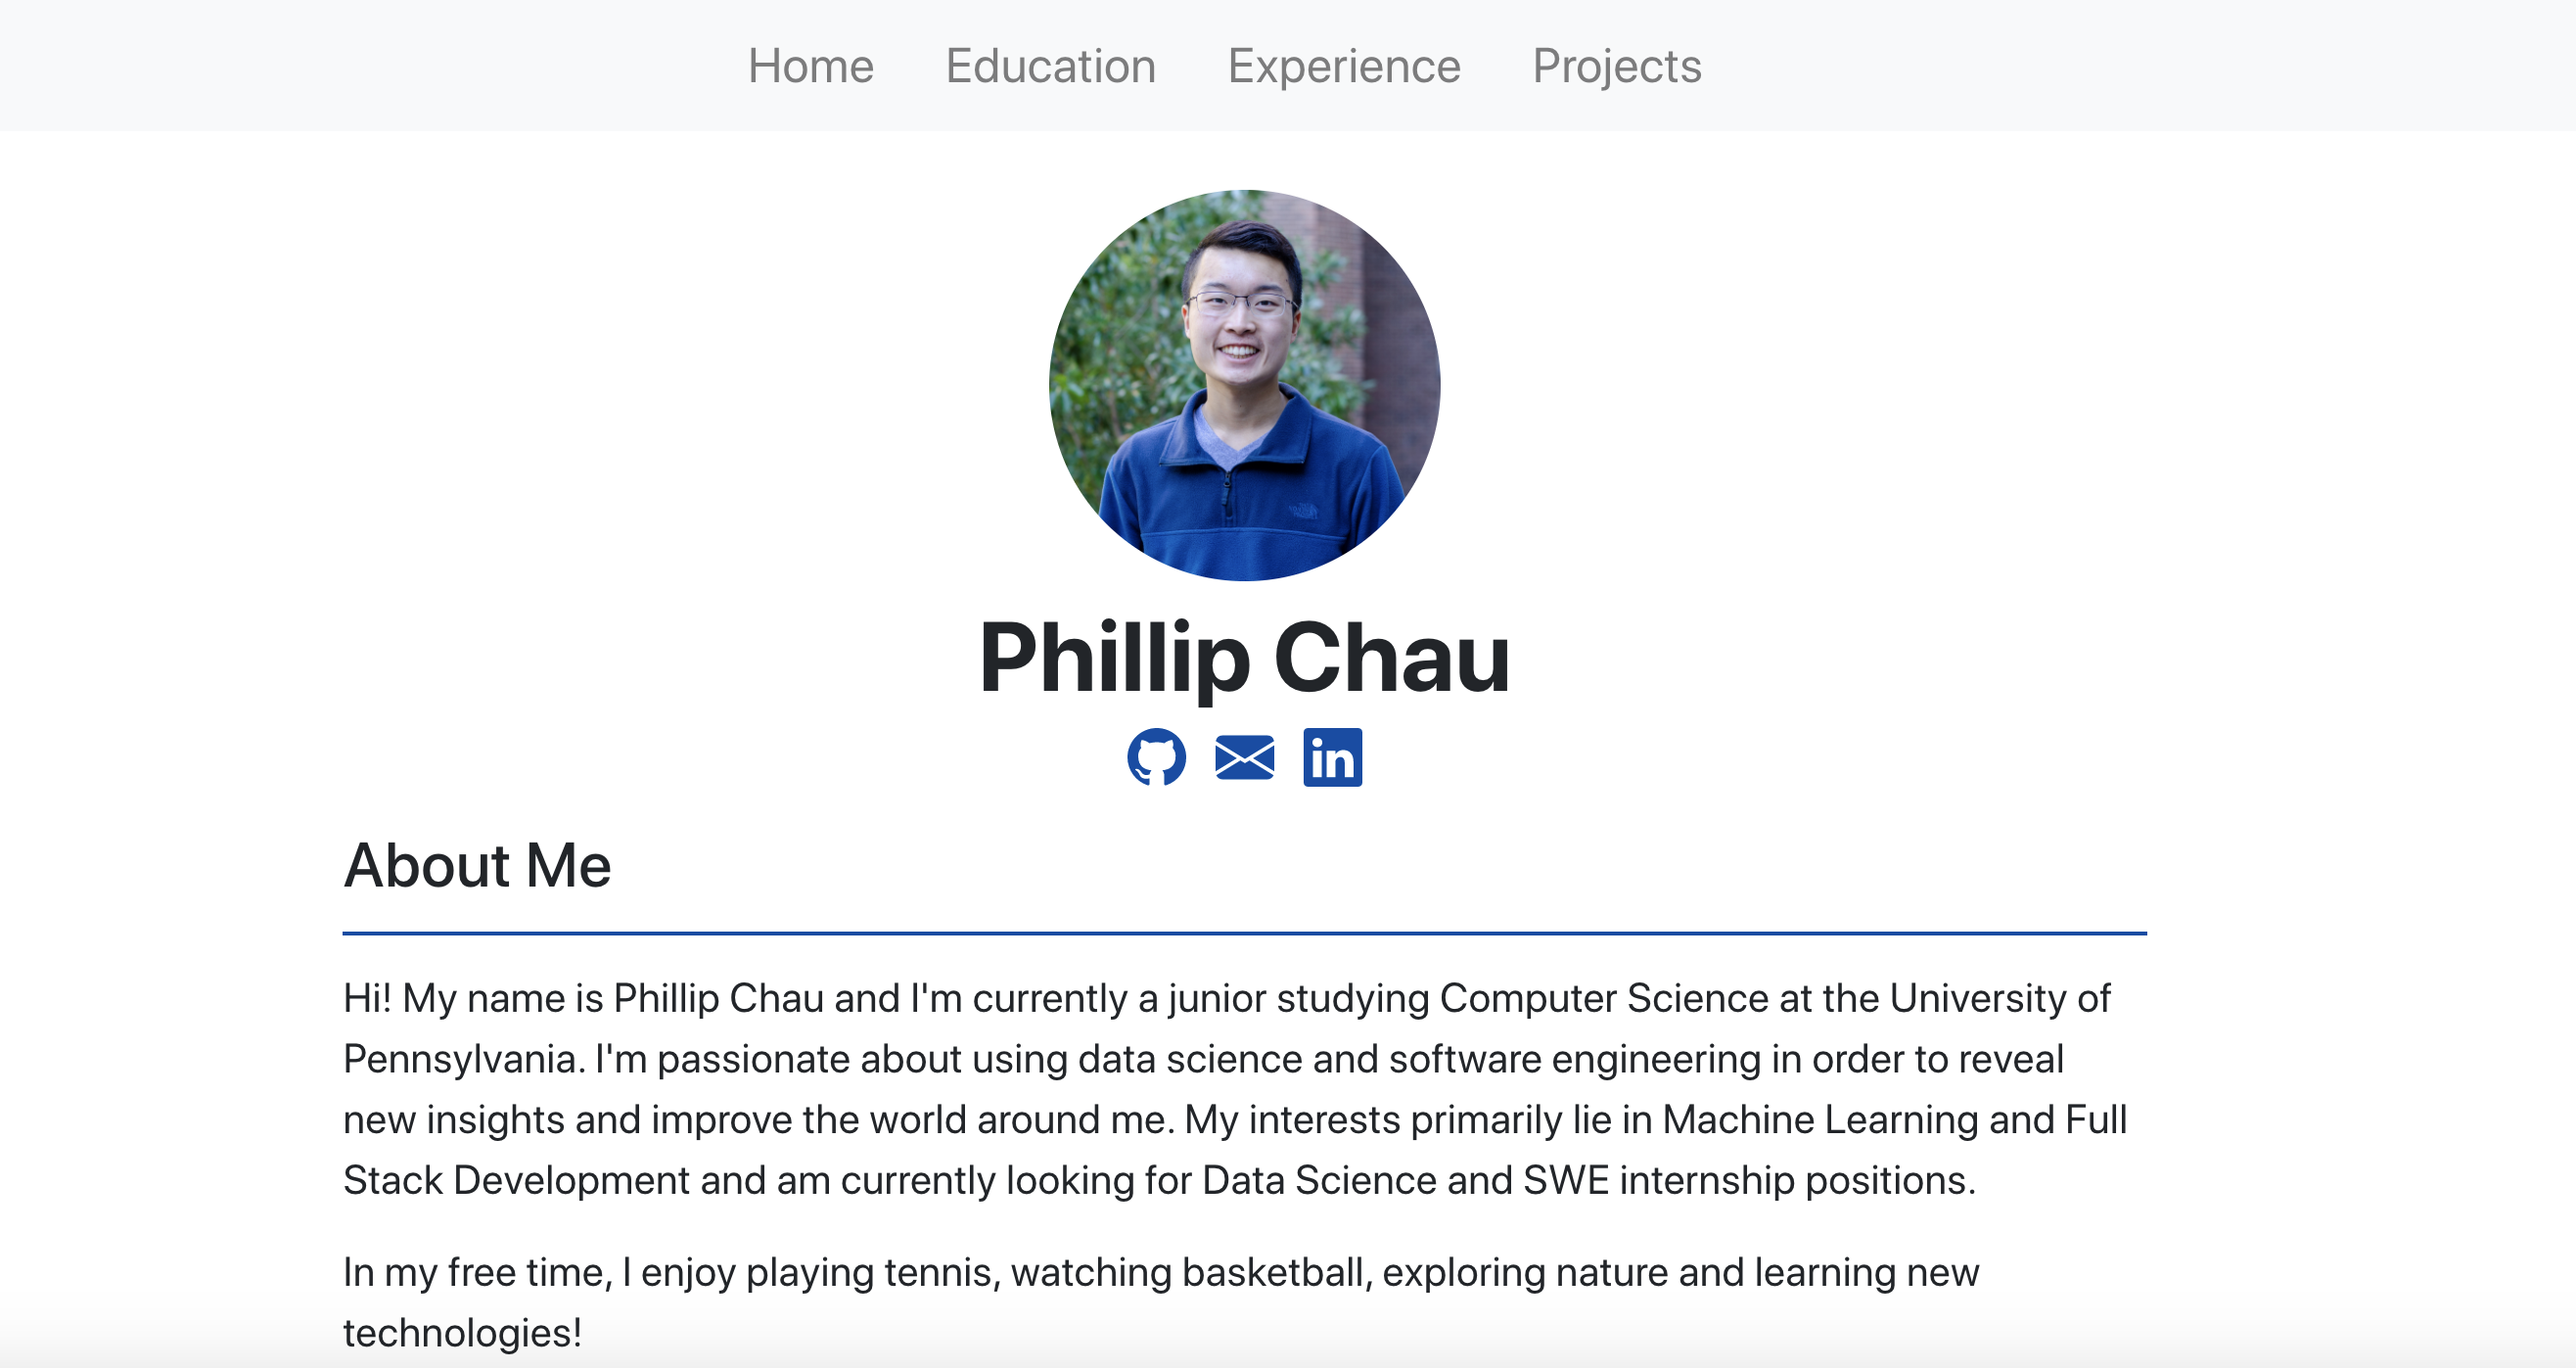 Home Education Experience Projects
Phillip Chau
in
About Me
Hi! My name is Phillip Chau and I'm currently a junior studying Computer Science at the University of
Pennsylvania. I'm passionate about using data science and software engineering in order to reveal
new insights and improve the world around me. My interests primarily lie in Machine Learning and Full
Stack Development and am currently looking for Data Science and SWE internship positions.
In my free time, I enjoy playing tennis, watching basketball, exploring nature and learning new
technologies!